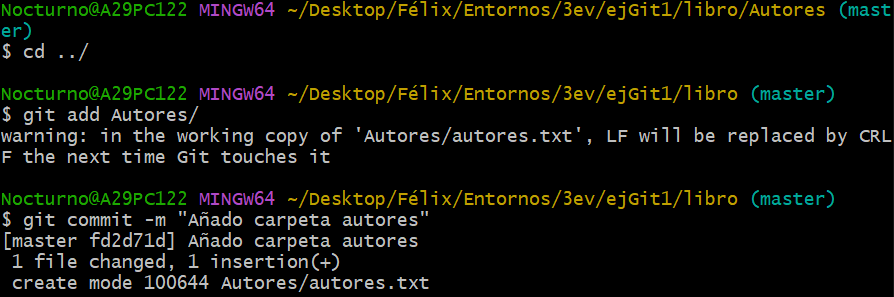 Nocturno@A29PC122 MINGW64 ~/Desktop/Félix/Entornos/3ev/ejGit1/libro/Autores (mast
er)
$ cd ../
Nocturno@A29PC122 MINGW64 ~/Desktop/Félix/Entornos/3ev/ejGit1/libro (master)
$ git add Autores/
warning: in the working copy of 'Autores/autores.txt', LF will be replaced by CRL
F the next time Git touches it
Nocturno@A29PC122 MINGW64 ~/Desktop/Félix/Entornos/3ev/ejGit1/libro (master)
$ git commit -m "Añado carpeta autores"
[master fd2d71d] Añado carpeta autores
 1 file changed, 1 insertion(+)
 create mode 100644 Autores/autores.txt